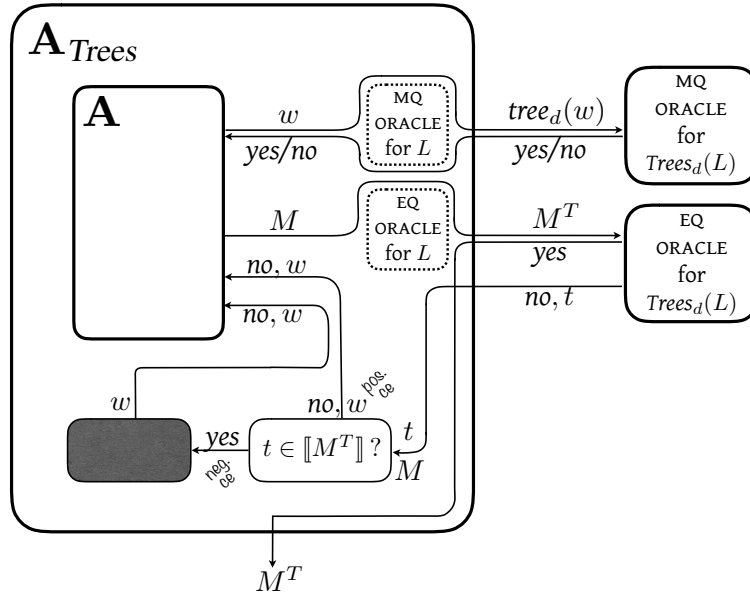 A Trees
A
w
yes/no
MQ
ORACLE
for L
tree_d(w)
yes/no
MQ
ORACLE
for
Trees_d(L)
M
EQ
ORACLE
for L
M^T
yes
no, t
EQ
ORACLE
for
Trees_d(L)
no, w
no, w
w
no, w
pos.
ce
t
M
yes
neg.
ce
t ∈ ⟦M^T⟧ ?
M^T